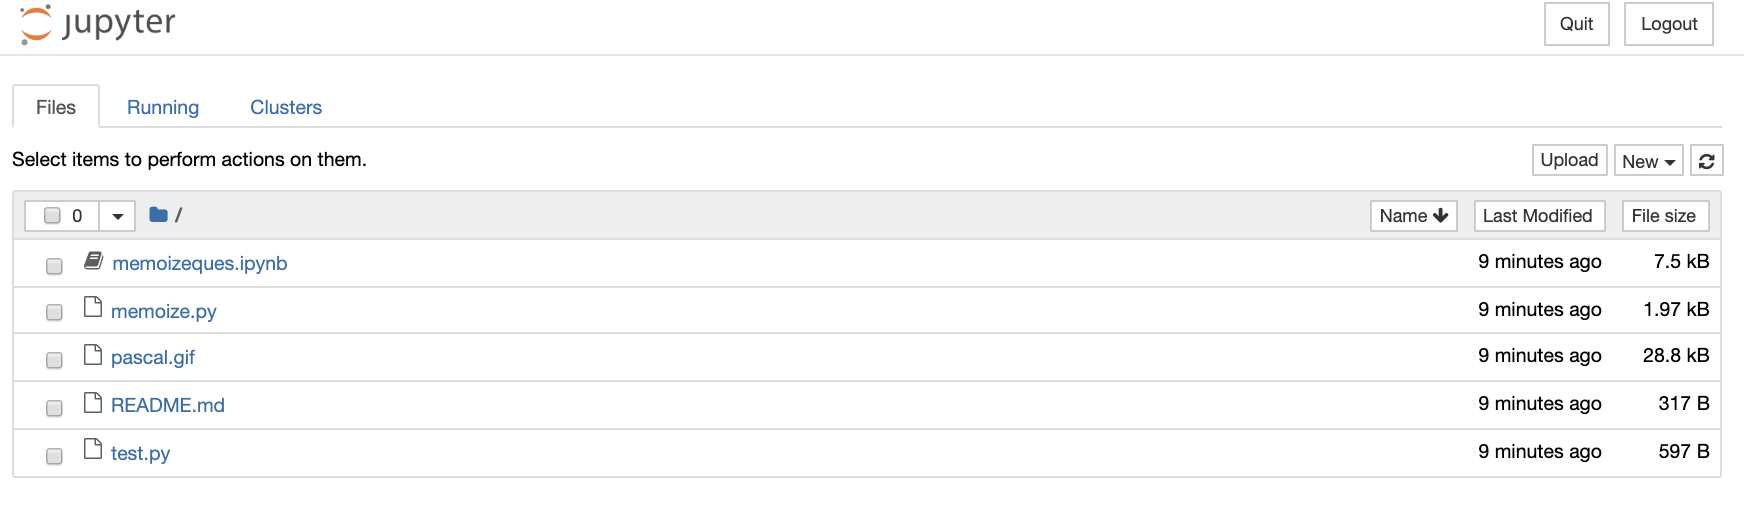 jupyter Quit Logout
Files Running Clusters
Select items to perform actions on them. Upload New
0 / Name Last Modified File size
memoizeques.ipynb 9 minutes ago 7.5 kB
memoize.py 9 minutes ago 1.97 kB
pascal.gif 9 minutes ago 28.8 kB
README.md 9 minutes ago 317 B
test.py 9 minutes ago 597 B